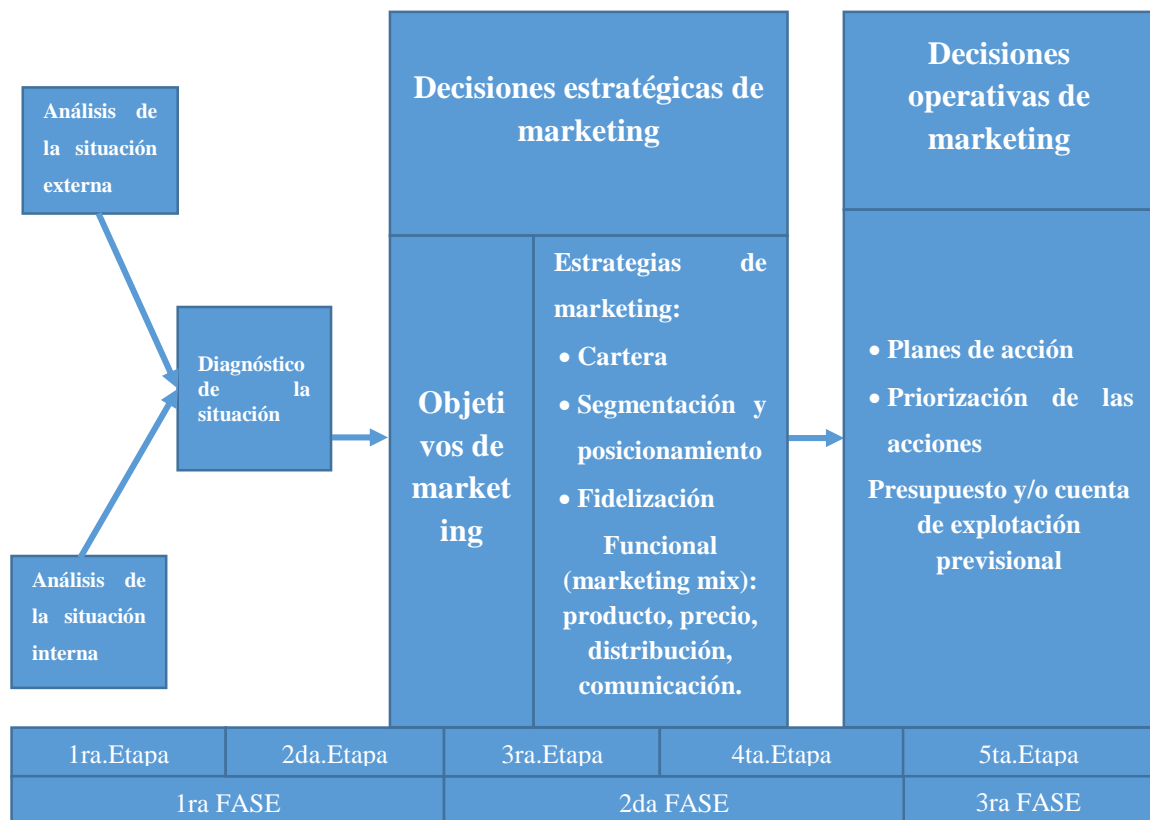 Análisis de
la situación
externa
Análisis de
la situación
interna
Diagnóstico
de la
situación
Decisiones estratégicas de
marketing
Objeti
vos de
market
ing
Estrategias de
marketing:
• Cartera
• Segmentación y
posicionamiento
• Fidelización
Funcional
(marketing mix):
producto, precio,
distribución,
comunicación.
Decisiones
operativas de
marketing
• Planes de acción
• Priorización de las
acciones
Presupuesto y/o cuenta
de explotación
previsional
1ra.Etapa 2da.Etapa 3ra.Etapa 4ta.Etapa 5ta.Etapa
1ra FASE 2da FASE 3ra FASE